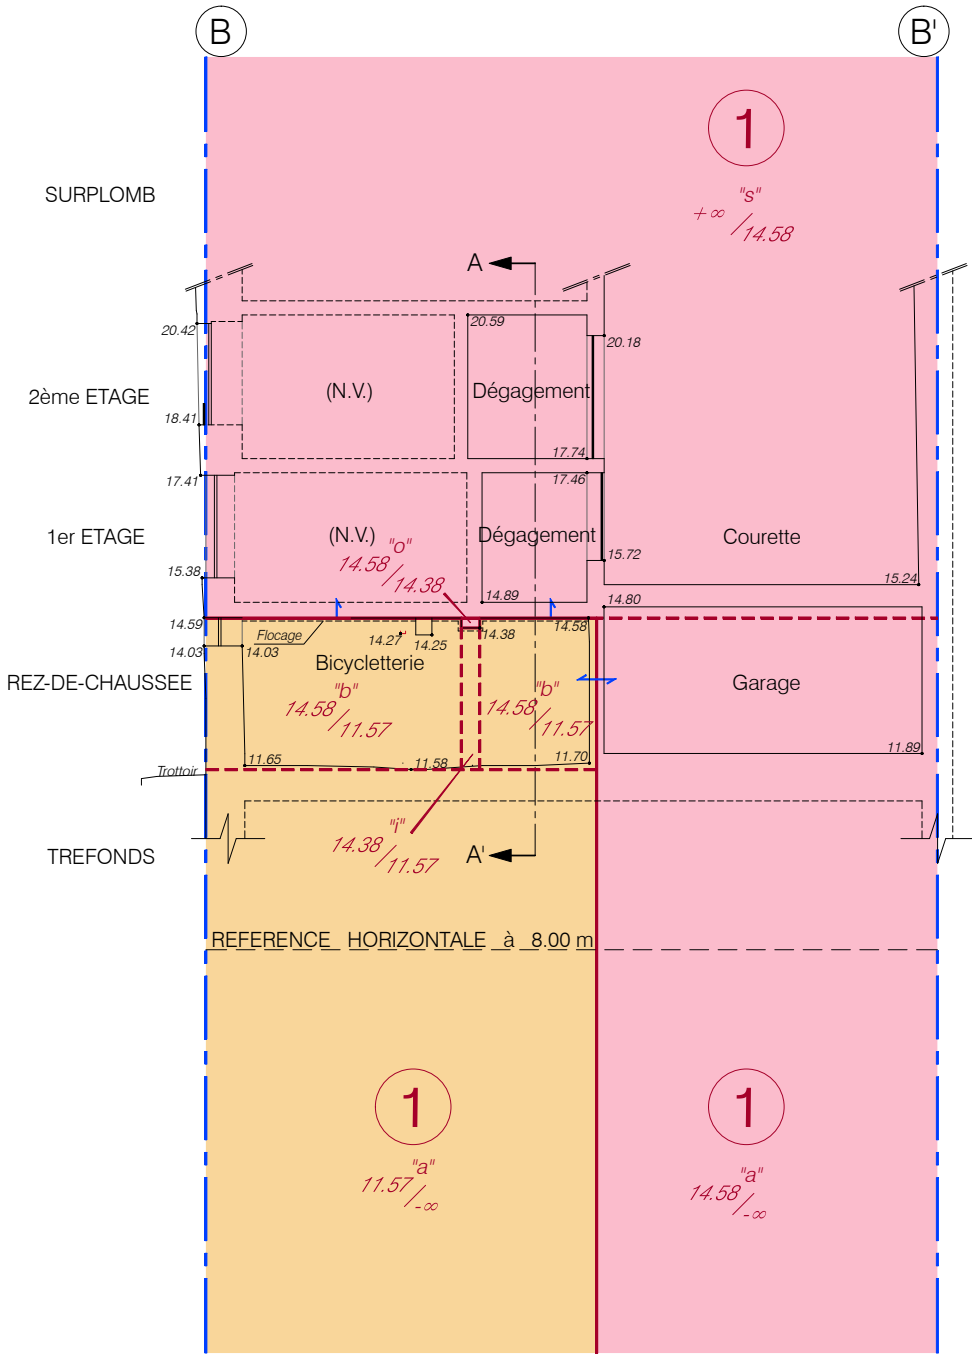 B
B'
1
"s"
+∞ / 14.58
SURPLOMB
A
20.42
20.59
20.18
2ème ETAGE
(N.V.)
Dégagement
18.41
17.74
17.41
17.46
1er ETAGE
(N.V.)
"o"
14.58 / 14.38
Dégagement
Courette
15.72
15.38
15.24
14.89
14.80
14.59
Flocage
14.27
14.25
14.38
14.58
14.03
14.03
Bicycletterie
REZ-DE-CHAUSSEE
"b"
14.58 / 11.57
"b"
14.58 / 11.57
Garage
11.65
11.58
11.70
11.89
Trottoir
"i"
14.38 / 11.57
TREFONDS
A'
REFERENCE HORIZONTALE à 8.00 m
1
"a"
11.57 / -∞
1
"a"
14.58 / -∞